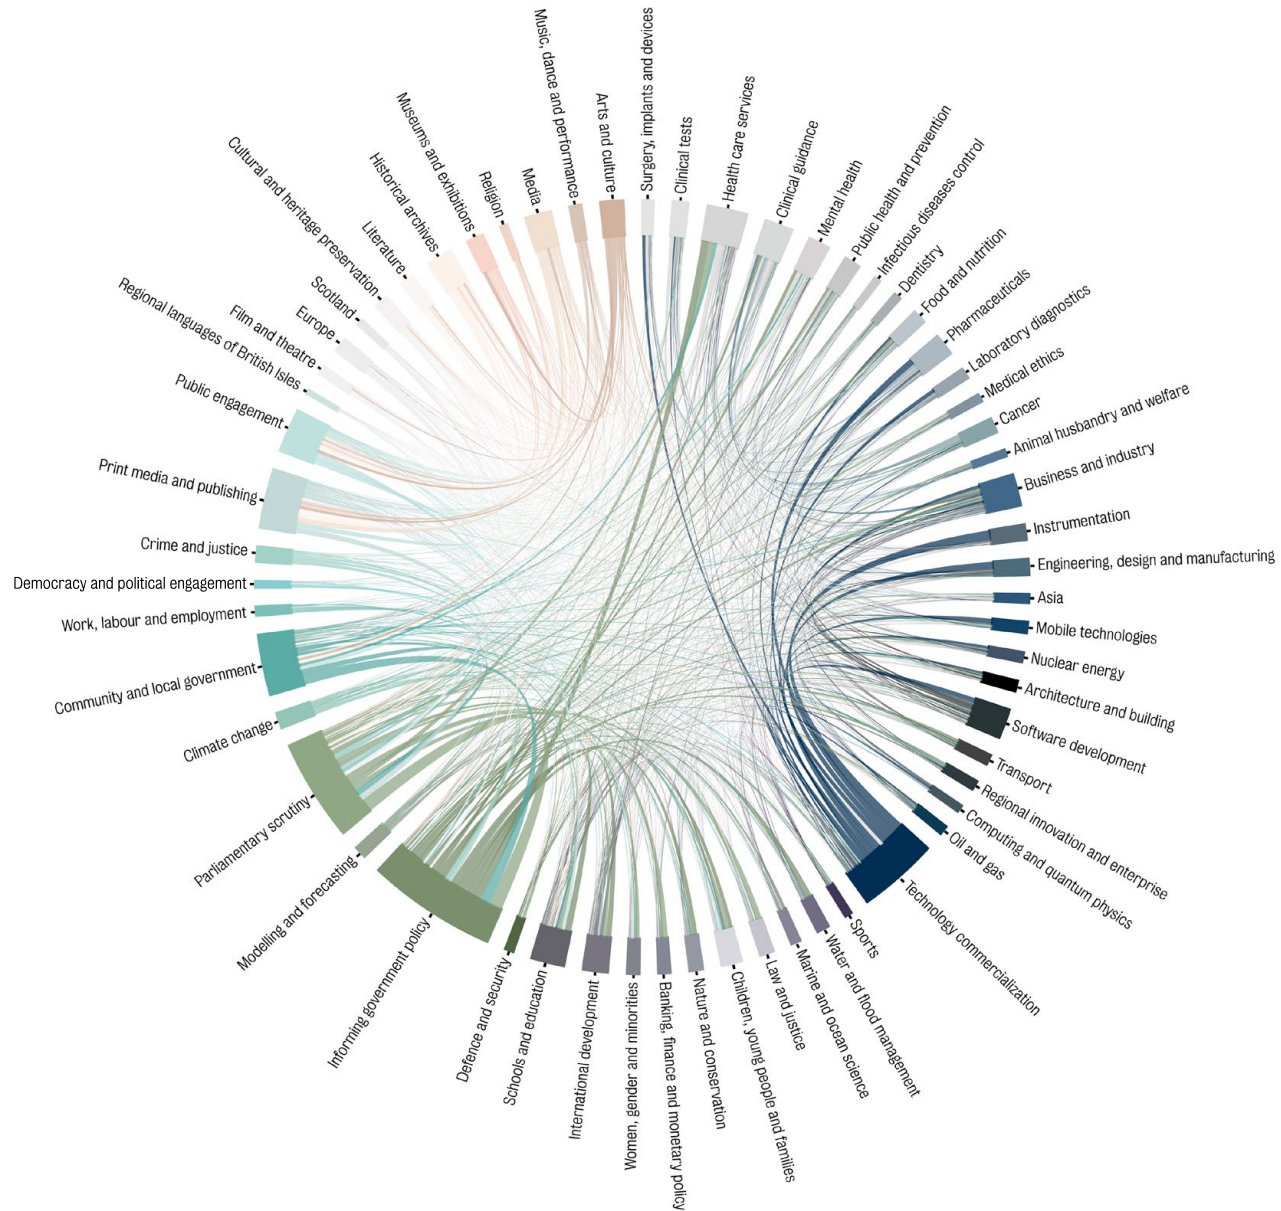 Surgery, implants and devices
Clinical tests
Health care services
Clinical guidance
Mental health
Public health and prevention
Infectious diseases control
Dentistry
Food and nutrition
Pharmaceuticals
Laboratory diagnostics
Medical ethics
Cancer
Animal husbandry and welfare
Business and industry
Instrumentation
Engineering, design and manufacturing
Asia
Mobile technologies
Nuclear energy
Architecture and building
Software development
Transport
Regional innovation and enterprise
Computing and quantum physics
Oil and gas
Technology commercialization
Sports
Water and flood management
Marine and ocean science
Law and justice
Children, young people and families
Nature and conservation
Banking, finance and monetary policy
Women, gender and minorities
International development
Schools and education
Defence and security
Informing government policy
Modelling and forecasting
Parliamentary scrutiny
Climate change
Community and local government
Work, labour and employment
Democracy and political engagement
Crime and justice
Print media and publishing
Public engagement
Regional languages of British Isles
Film and theatre
Europe
Scotland
Cultural and heritage preservation
Literature
Historical archives
Museums and exhibitions
Religion
Media
Music, dance and performance
Arts and culture